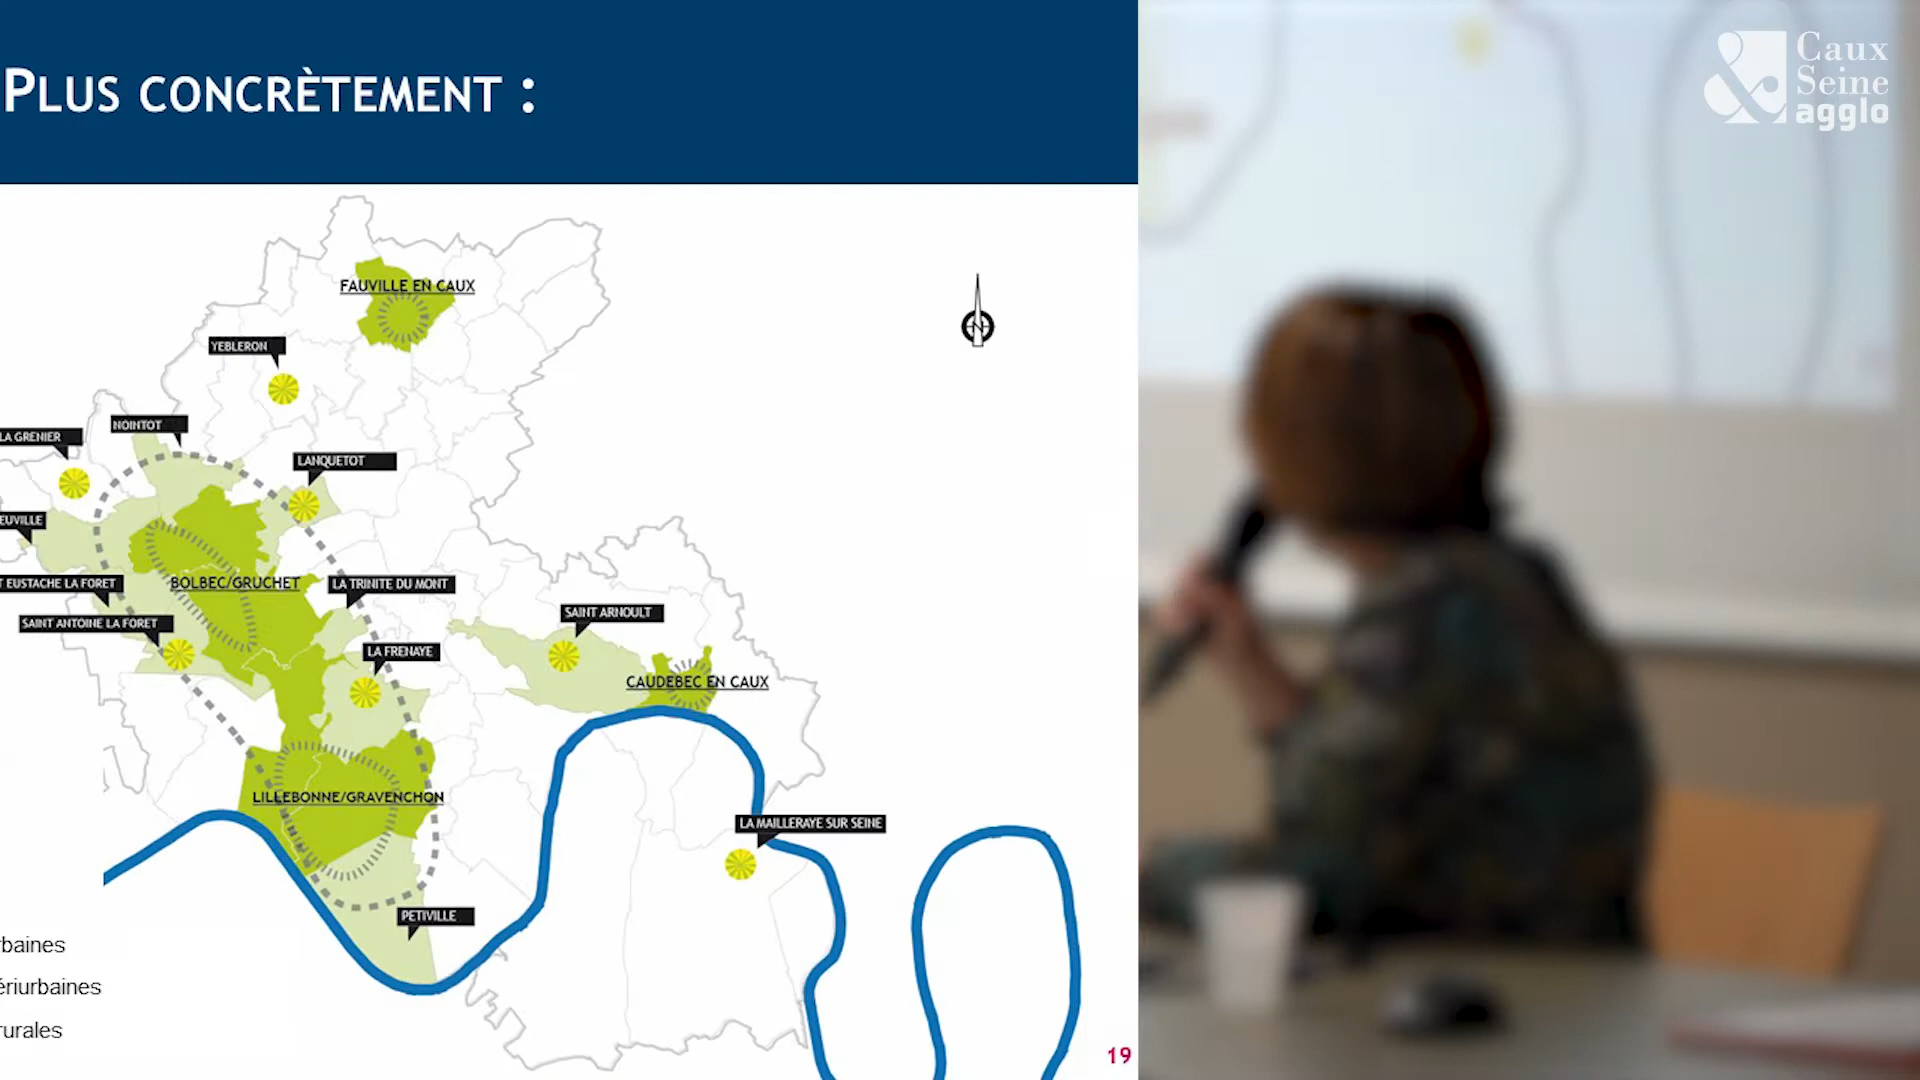 PLUS CONCRÈTEMENT :
Caux
Seine
agglo
FAUVILLE EN CAUX
YEBLERON
NOINTOT
LA GRENIER
LANQUETOT
EUVILLE
BOLBEC/GRUCHET
LA TRINITE DU MONT
T EUSTACHE LA FORET
SAINT ARNOULT
SAINT ANTOINE LA FORET
LA FRENAYE
CAUDEBEC EN CAUX
LILLEBONNE/GRAVENCHON
LA MAILLERAYE SUR SEINE
PETIVILLE
rbaines
ériurbaines
rurales
N
19